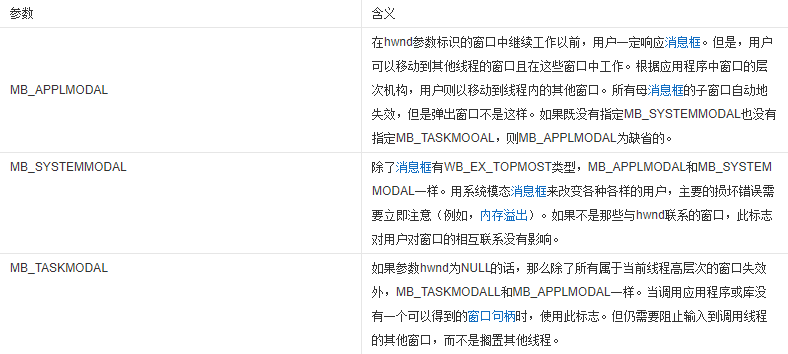 参数 含义
MB_APPLMODAL
在hwnd参数标识的窗口中继续工作以前，用户一定响应消息框。但是，用户
可以移动到其他线程的窗口且在这些窗口中工作。根据应用程序中窗口的层
次机构，用户则以移动到线程内的其他窗口。所有母消息框的子窗口自动地
失效，但是弹出窗口不是这样。如果既没有指定MB_SYSTEMMODAL也没有
指定MB_TASKMOOAL，则MB_APPLMODAL为缺省的。
MB_SYSTEMMODAL
除了消息框有WB_EX_TOPMOST类型，MB_APPLMODAL和MB_SYSTEM
MODAL一样。用系统模态消息框来改变各种各样的用户，主要的损坏错误需
要立即注意（例如，内存溢出）。如果不是那些与hwnd联系的窗口，此标志
对用户对窗口的相互联系没有影响。
MB_TASKMODAL
如果参数hwnd为NULL的话，那么除了所有属于当前线程高层次的窗口失效
外，MB_TASKMODALL和MB_APPLMODAL一样。当调用应用程序或库没
有一个可以得到的窗口句柄时，使用此标志。但仍需要阻止输入到调用线程
的其他窗口，而不是搁置其他线程。